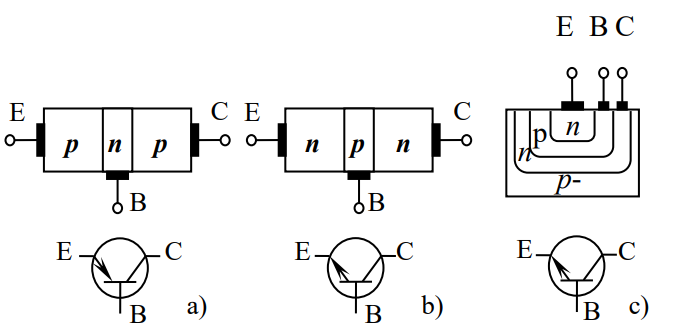 E B C
E C E C
p n p n p n
p n
n
p-
B B
E C E C E C
B a) B b) B c)